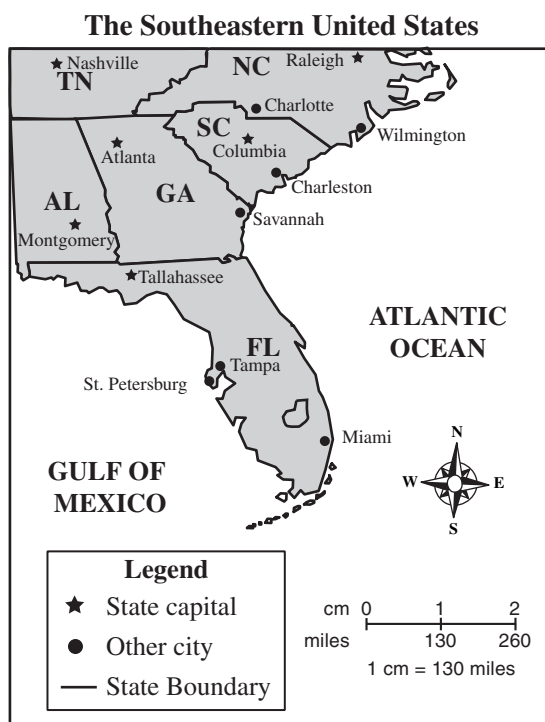 The Southeastern United States
Nashville
TN
NC
Raleigh
Charlotte
Wilmington
SC
Columbia
Atlanta
Charleston
GA
AL
Savannah
Montgomery
Tallahassee
ATLANTIC
OCEAN
FL
Tampa
St. Petersburg
Miami
GULF OF
MEXICO
N
W E
S
Legend
State capital
Other city
State Boundary
cm 0 1 2
miles 130 260
1 cm = 130 miles